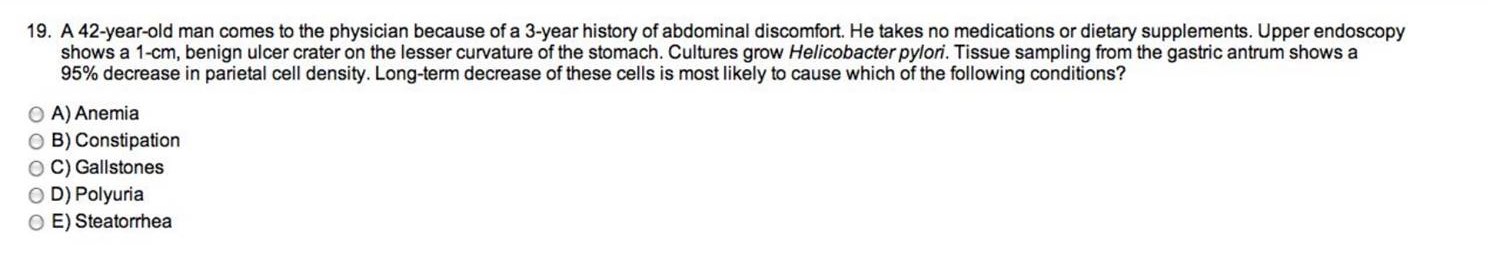 19. A 42-year-old man comes to the physician because of a 3-year history of abdominal discomfort. He takes no medications or dietary supplements. Upper endoscopy
shows a 1-cm, benign ulcer crater on the lesser curvature of the stomach. Cultures grow Helicobacter pylori. Tissue sampling from the gastric antrum shows a
95% decrease in parietal cell density. Long-term decrease of these cells is most likely to cause which of the following conditions?
A) Anemia
B) Constipation
C) Gallstones
D) Polyuria
E) Steatorrhea